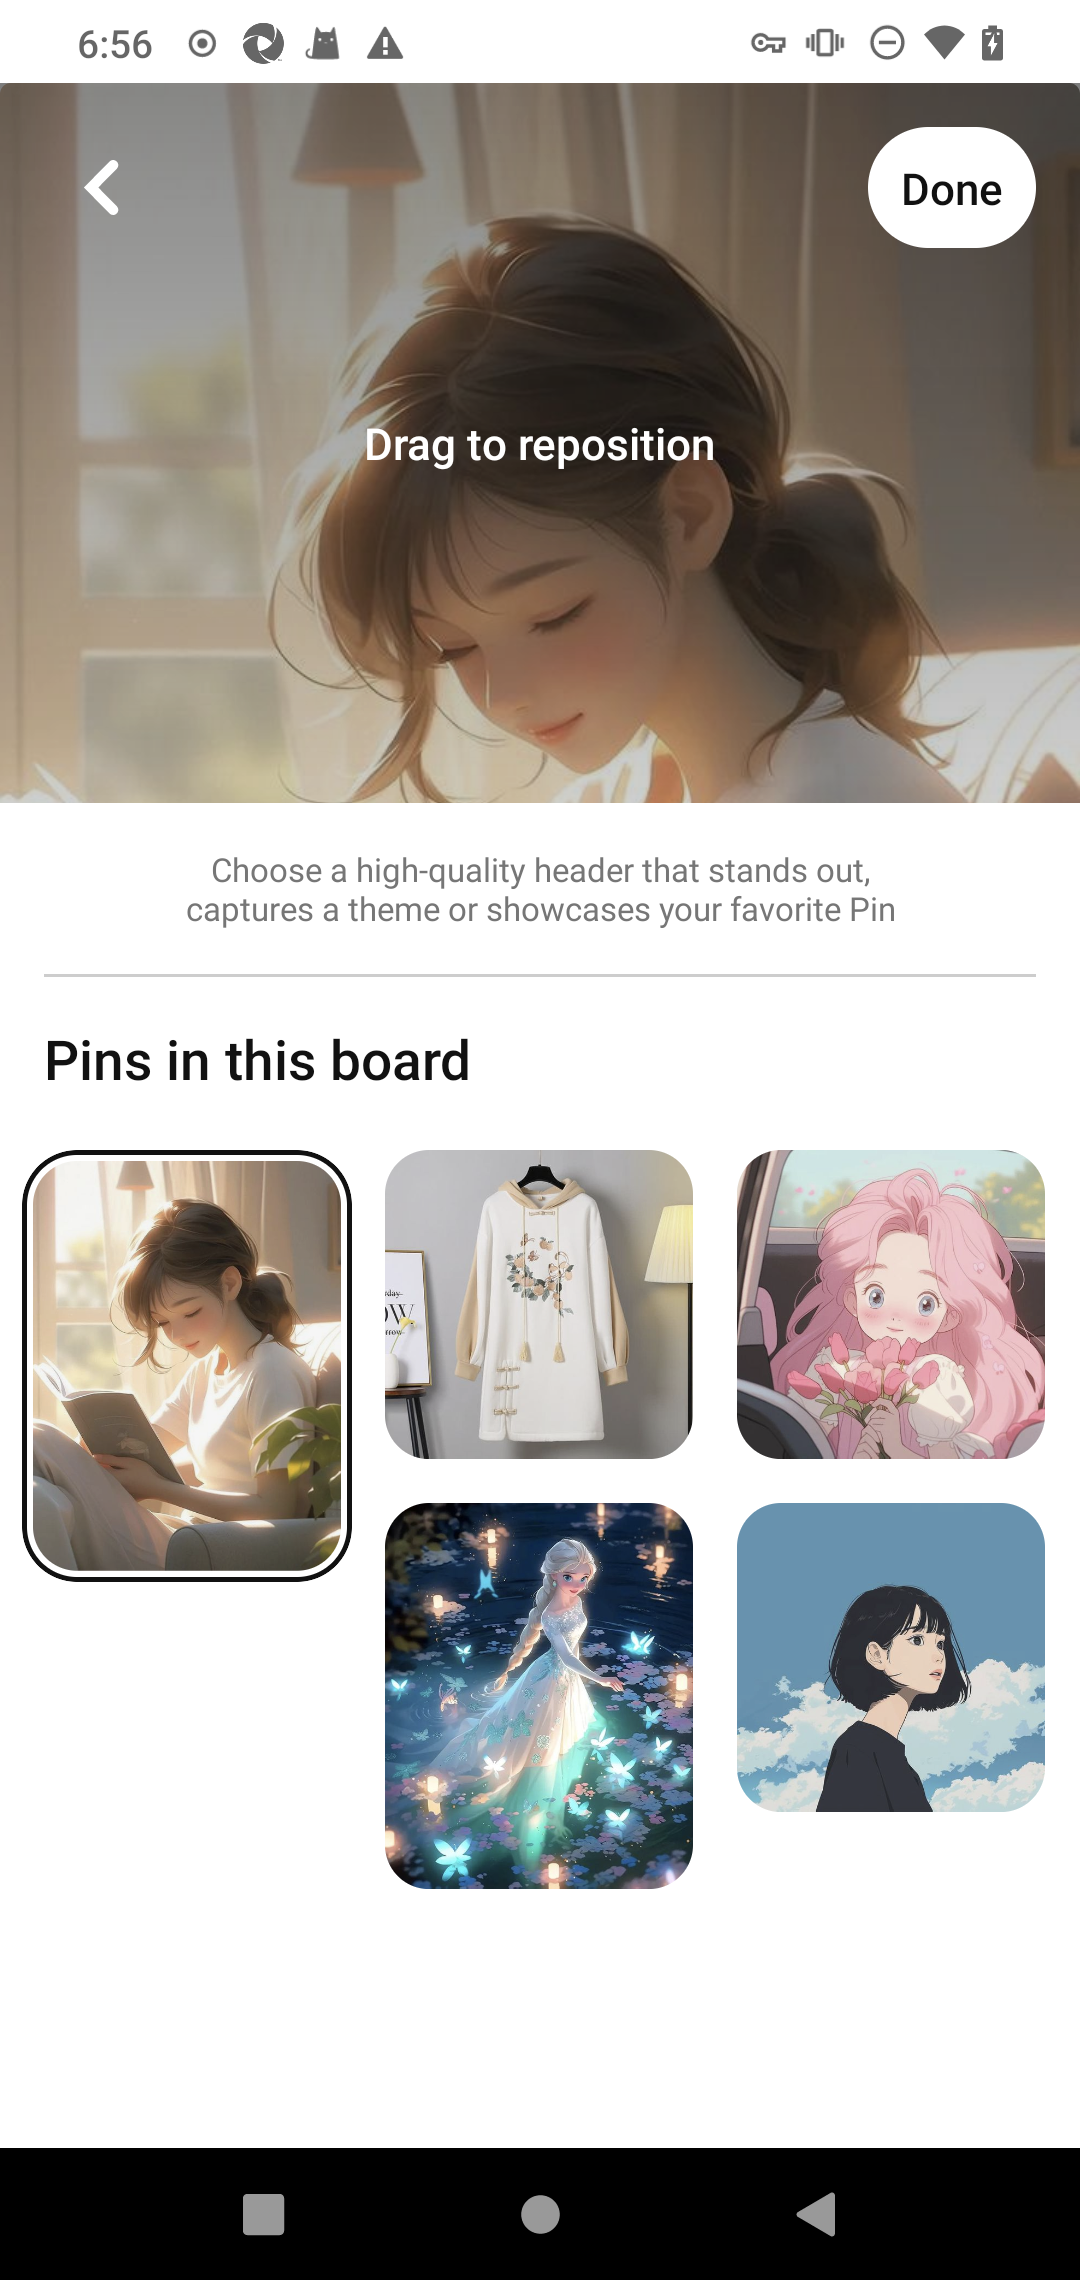 6:56
Done
Drag to reposition
Choose a high-quality header that stands out,
captures a theme or showcases your favorite Pin
Pins in this board